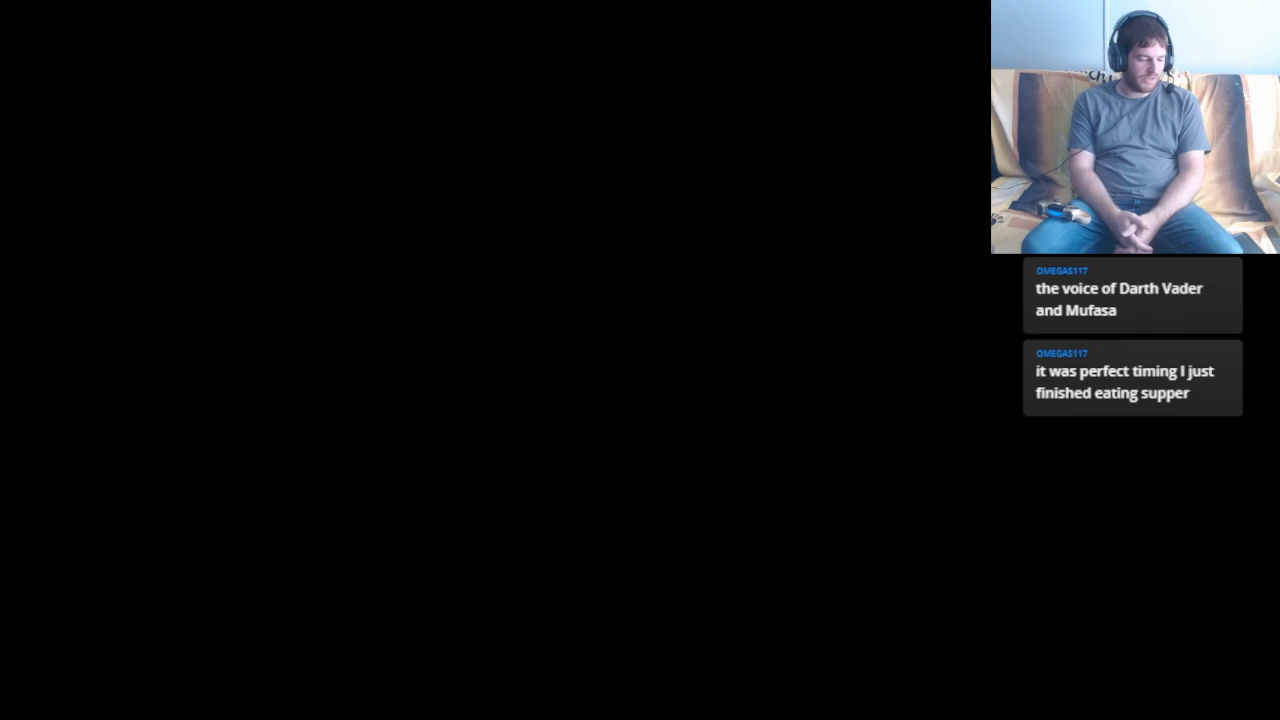 OMEGAS117
the voice of Darth Vader
and Mufasa
OMEGAS117
it was perfect timing I just
finished eating supper